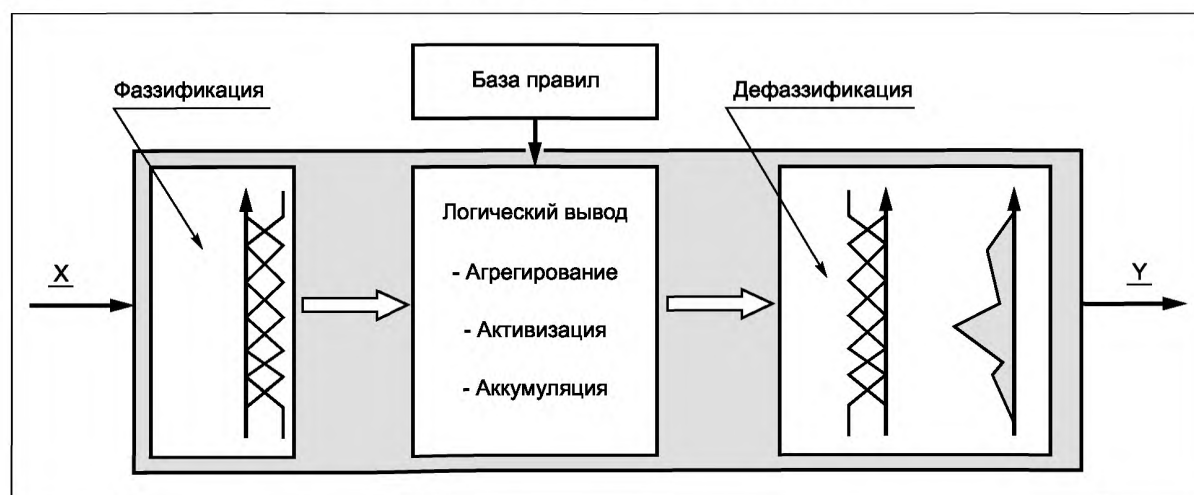 База правил
Фаззификация
Дефаззификация
X
Логический вывод
- Агрегирование
- Активизация
- Аккумуляция
Y